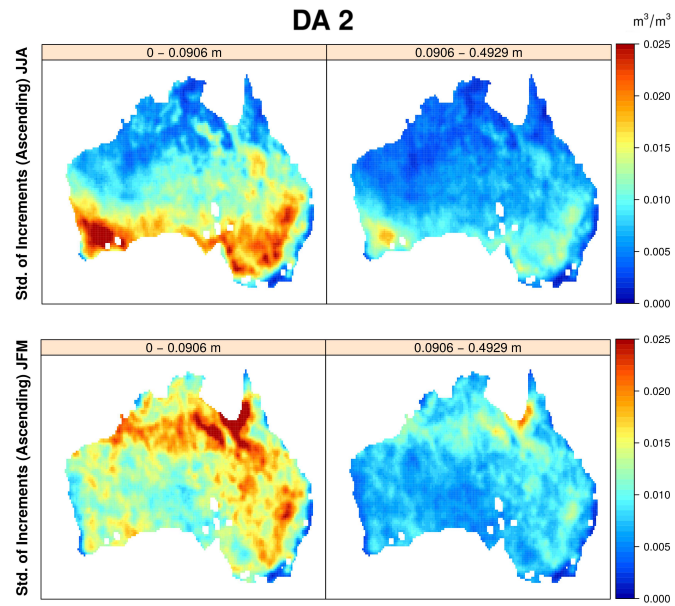 DA 2
m³/m³
Std. of Increments (Ascending) JJA
0 – 0.0906 m
0.0906 – 0.4929 m
0.025
0.020
0.015
0.010
0.005
0.000
Std. of Increments (Ascending) JFM
0 – 0.0906 m
0.0906 – 0.4929 m
0.025
0.020
0.015
0.010
0.005
0.000